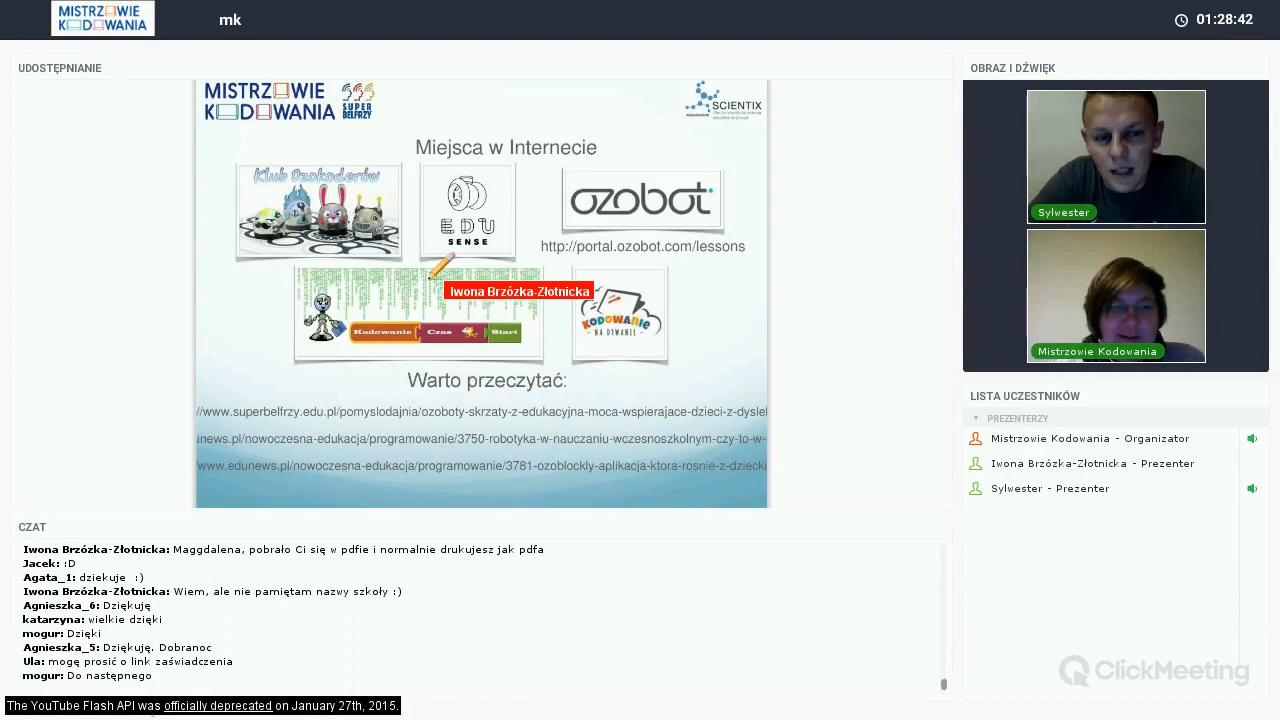 MISTRZOWIE
KODOWANIA
mk
01:28:42
UDOSTĘPNIANIE
MISTRZOWIE
KODOWANIA
SUPER
BELFRZY
SCIENTIX
Miejsca w Internecie
Klub Ozokoderów
EDU
SENSE
ozobot
http://portal.ozobot.com/lessons
Iwona Brzózka-Złotnicka
Kodowanie Czas Start
KODOWANIE
NA DYWANIE
Warto przeczytać:
//www.superbelfrzy.edu.pl/pomyslodajnia/ozoboty-skrzaty-z-edukacyjna-moca-wspierajace-dzieci-z-dyslel
unews.pl/nowoczesna-edukacja/programowanie/3750-robotyka-w-nauczaniu-wczesnoszkolnym-czy-to-w-
/www.edunews.pl/nowoczesna-edukacja/programowanie/3781-ozoblockly-aplikacja-ktora-rosnie-z-dziecki
CZAT
Iwona Brzózka-Złotnicka: Maggdalena, pobrało Ci się w pdfie i normalnie drukujesz jak pdfa
Jacek: :D
Agata_1: dziekuje :)
Iwona Brzózka-Złotnicka: Wiem, ale nie pamiętam nazwy szkoły :)
Agnieszka_6: Dziękuję
katarzyna: wielkie dzięki
mogur: Dzięki
Agnieszka_5: Dziękuję. Dobranoc
Ula: mogę prosić o link zaświadczenia
mogur: Do następnego
The YouTube Flash API was officially deprecated on January 27th, 2015.
OBRAZ I DŹWIĘK
Sylwester
Mistrzowie Kodowania
LISTA UCZESTNIKÓW
PREZENTERZY
Mistrzowie Kodowania - Organizator
Iwona Brzózka-Złotnicka - Prezenter
Sylwester - Prezenter
ClickMeeting